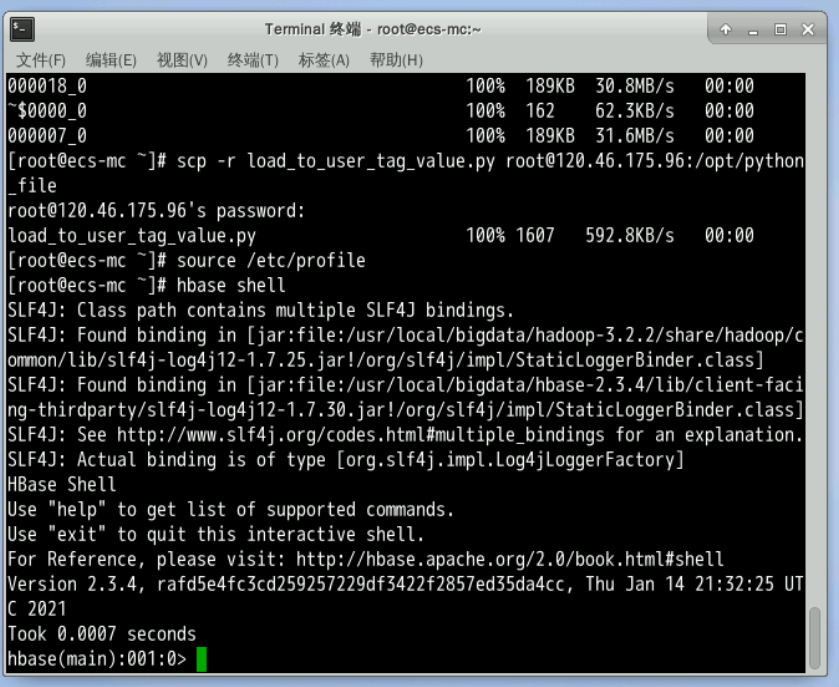 Terminal 终端 - root@ecs-mc:~
文件(F) 编辑(E) 视图(V) 终端(T) 标签(A) 帮助(H)
000018_0 100% 189KB 30.8MB/s 00:00
~$0000_0 100% 162 62.3KB/s 00:00
000007_0 100% 189KB 31.6MB/s 00:00
[root@ecs-mc ~]# scp -r load_to_user_tag_value.py root@120.46.175.96:/opt/python
_file
root@120.46.175.96's password:
load_to_user_tag_value.py 100% 1607 592.8KB/s 00:00
[root@ecs-mc ~]# source /etc/profile
[root@ecs-mc ~]# hbase shell
SLF4J: Class path contains multiple SLF4J bindings.
SLF4J: Found binding in [jar:file:/usr/local/bigdata/hadoop-3.2.2/share/hadoop/c
ommon/lib/slf4j-log4j12-1.7.25.jar!/org/slf4j/impl/StaticLoggerBinder.class]
SLF4J: Found binding in [jar:file:/usr/local/bigdata/hbase-2.3.4/lib/client-faci
ng-thirdparty/slf4j-log4j12-1.7.30.jar!/org/slf4j/impl/StaticLoggerBinder.class]
SLF4J: See http://www.slf4j.org/codes.html#multiple_bindings for an explanation.
SLF4J: Actual binding is of type [org.slf4j.impl.Log4jLoggerFactory]
HBase Shell
Use "help" to get list of supported commands.
Use "exit" to quit this interactive shell.
For Reference, please visit: http://hbase.apache.org/2.0/book.html#shell
Version 2.3.4, rafd5e4fc3cd259257229df3422f2857ed35da4cc, Thu Jan 14 21:32:25 UT
C 2021
Took 0.0007 seconds
hbase(main):001:0>